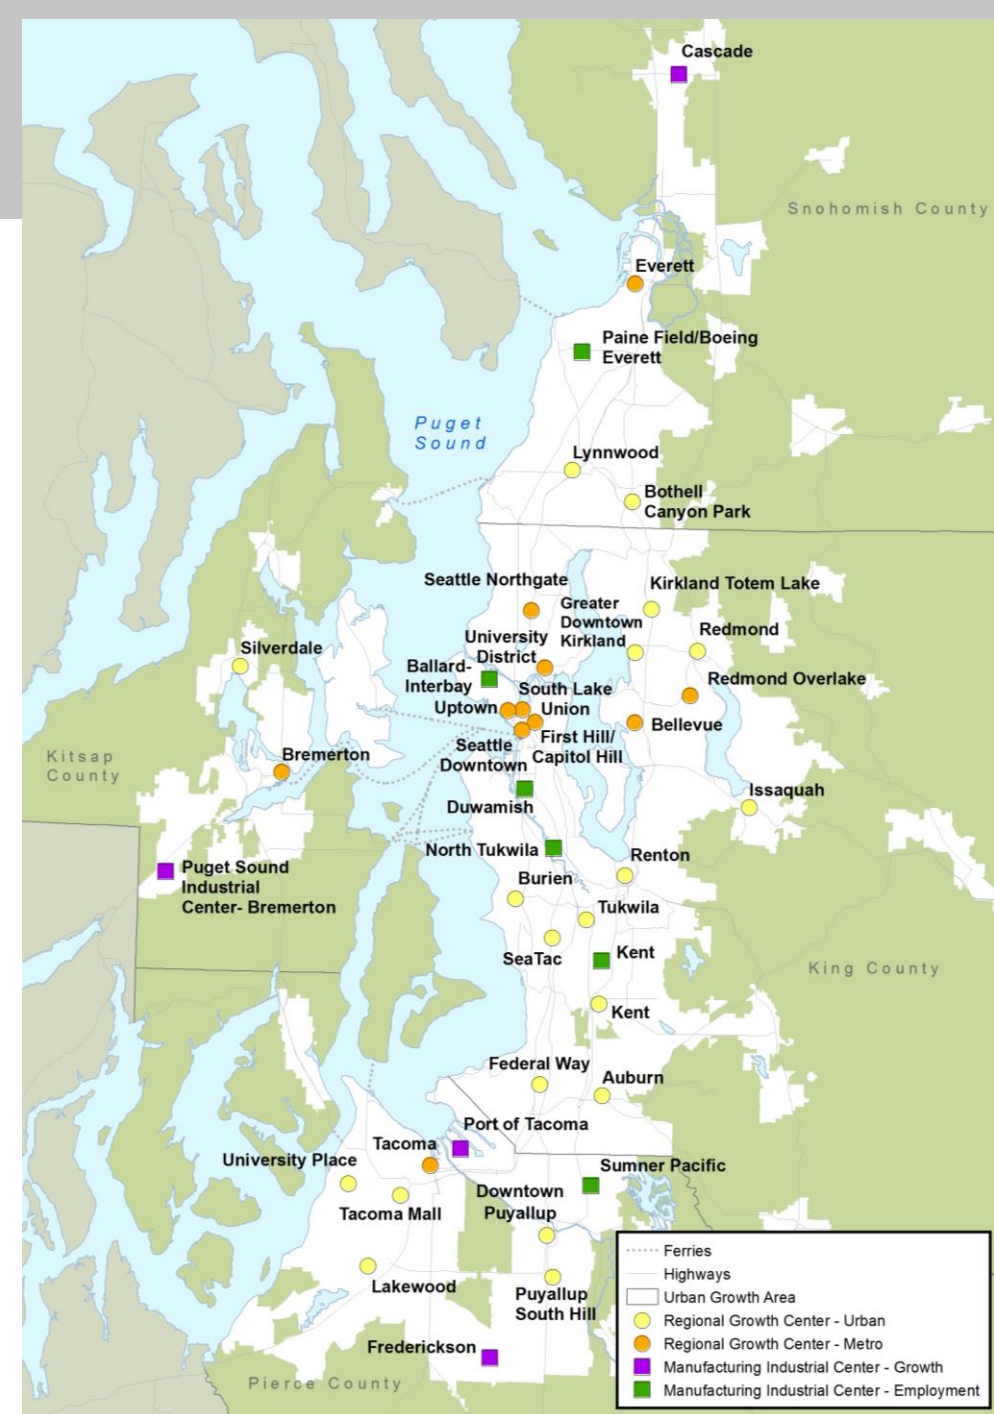 Cascade
Snohomish County
Everett
Paine Field/Boeing
Everett
Puget
Sound
Lynnwood
Bothell
Canyon Park
Seattle Northgate
Kirkland Totem Lake
Greater
Downtown
Kirkland
Redmond
University
District
Silverdale
Ballard-
Interbay
Redmond Overlake
South Lake
Union
Uptown
Bellevue
First Hill/
Capitol Hill
Seattle
Downtown
Kitsap
County
Bremerton
Issaquah
Duwamish
North Tukwila
Renton
Puget Sound
Industrial
Center- Bremerton
Burien
Tukwila
SeaTac
Kent
King County
Kent
Federal Way
Auburn
Port of Tacoma
Tacoma
University Place
Sumner Pacific
Tacoma Mall
Downtown
Puyallup
Lakewood
Puyallup
South Hill
Frederickson
Pierce County
Ferries
Highways
Urban Growth Area
Regional Growth Center - Urban
Regional Growth Center - Metro
Manufacturing Industrial Center - Growth
Manufacturing Industrial Center - Employment